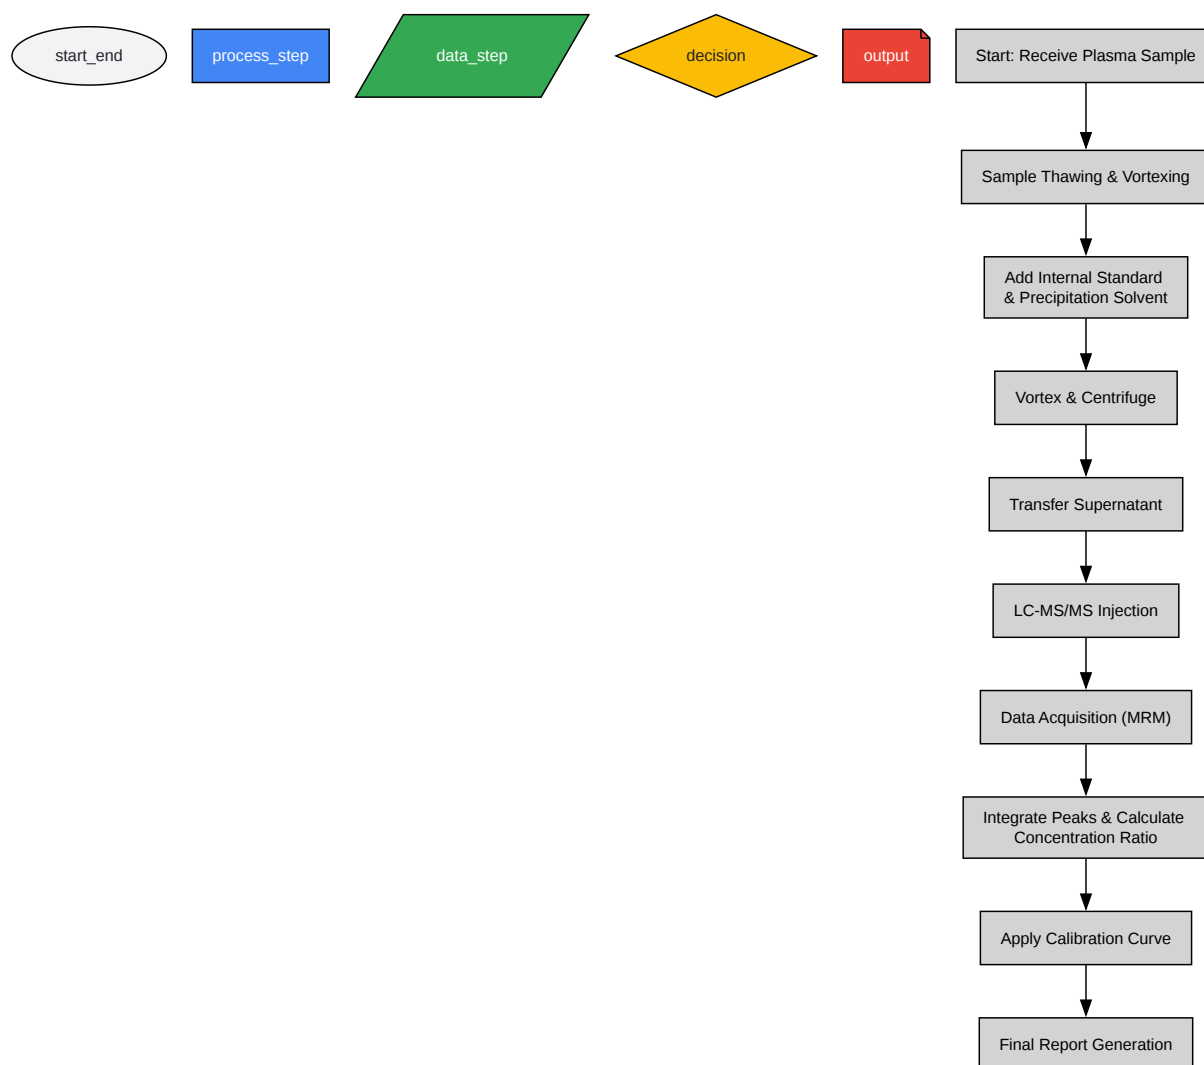 start_end
process_step
data_step
decision
output
Start: Receive Plasma Sample
Sample Thawing & Vortexing
Add Internal Standard
& Precipitation Solvent
Vortex & Centrifuge
Transfer Supernatant
LC-MS/MS Injection
Data Acquisition (MRM)
Integrate Peaks & Calculate
Concentration Ratio
Apply Calibration Curve
Final Report Generation